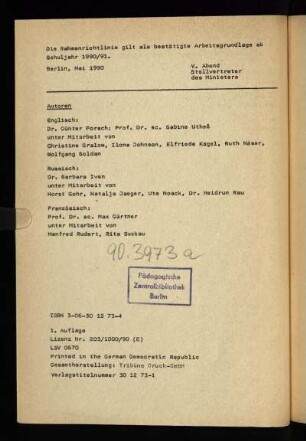 Die Rahmenrichtlinie gilt als bestätigte Arbeitsgrundlage ab
Schuljahr 1990/91.
Berlin, Mai 1990
V. Abend
Stellvertreter
des Ministers
Autoren
Englisch:
Dr. Günter Porsch; Prof. Dr. sc. Sabine Utheß
unter Mitarbeit von
Christine Gralow, Ilona Johnson, Elfriede Kagel, Ruth Näser,
Wolfgang Soldan
Russisch:
Dr. Barbara Iven
unter Mitarbeit von
Horst Gehr, Natalja Jaeger, Ute Noack, Dr. Heidrun Rau
Französisch:
Prof. Dr. sc. Max Gärtner
unter Mitarbeit von
Manfred Rudert, Rita
90.3973a
Pädagogische
Zentralbibliothek
Berlin
ISBN 3-06-30 12 73-4
1. Auflage
Lizenz Nr. 203/1000/90 (E)
LSV 0670
Printed in the German Democratic Republic
Gesamtherstellung: Tribüne Druck-GmbH
Verlagstitelnummer 30 12 73-1